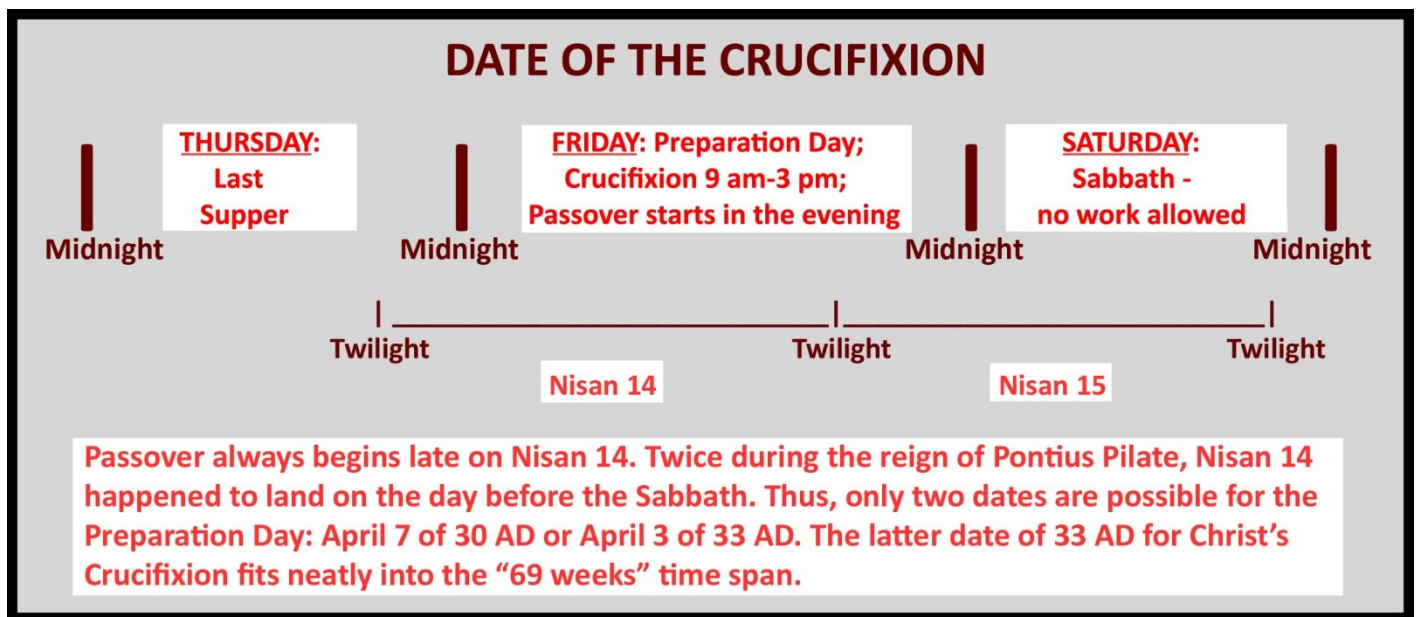 DATE OF THE CRUCIFIXION
THURSDAY:
Last
Supper
FRIDAY: Preparation Day;
Crucifixion 9 am-3 pm;
Passover starts in the evening
SATURDAY:
Sabbath -
no work allowed
Midnight Midnight Midnight Midnight
Twilight Twilight Twilight
Nisan 14 Nisan 15
Passover always begins late on Nisan 14. Twice during the reign of Pontius Pilate, Nisan 14
happened to land on the day before the Sabbath. Thus, only two dates are possible for the
Preparation Day: April 7 of 30 AD or April 3 of 33 AD. The latter date of 33 AD for Christ’s
Crucifixion fits neatly into the “69 weeks” time span.